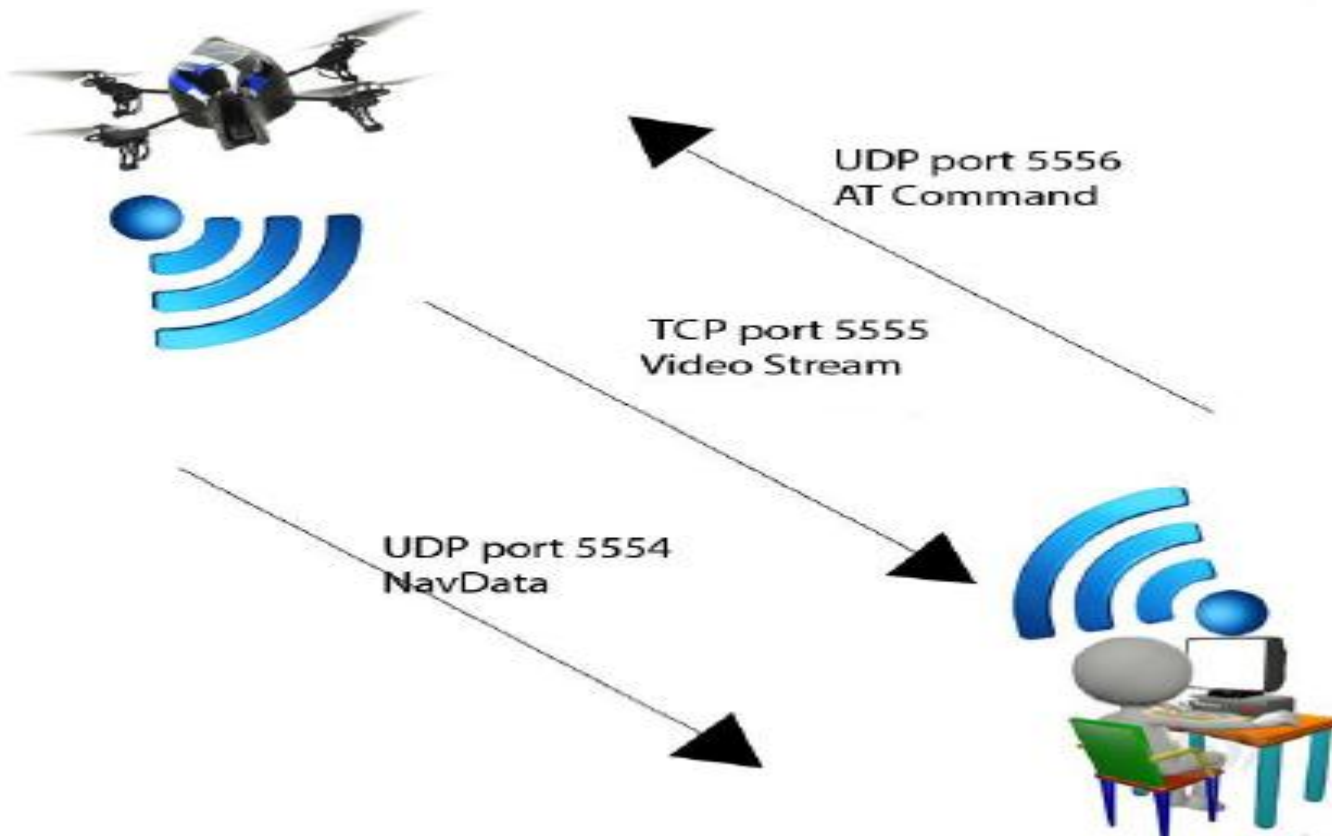 UDP port 5556
AT Command
TCP port 5555
Video Stream
UDP port 5554
NavData